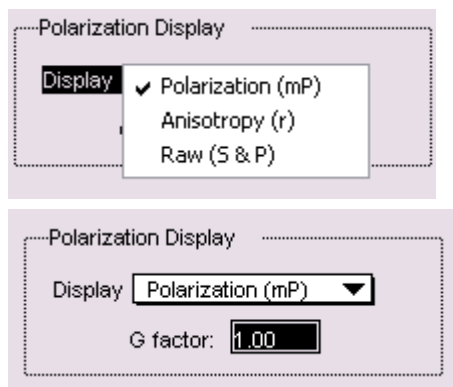 Polarization Display
Display
Polarization (mP)
Anisotropy (r)
Raw (S & P)
Polarization Display
Display Polarization (mP)
G factor: 1.00